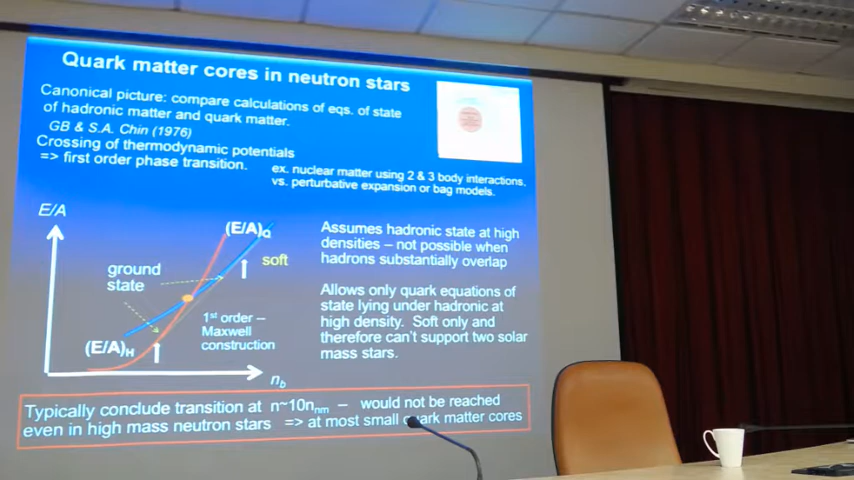 Quark matter cores in neutron stars
Canonical picture: compare calculations of eqs. of state
of hadronic matter and quark matter.
GB & S.A. Chin (1976)
Crossing of thermodynamic potentials
=> first order phase transition.
ex. nuclear matter using 2 & 3 body interactions,
vs. perturbative expansion or bag models.
E/A
(E/A)Q
soft
ground
state
1st order –
Maxwell
construction
(E/A)H
nb
Assumes hadronic state at high
densities – not possible when
hadrons substantially overlap
Allows only quark equations of
state lying under hadronic at
high density. Soft only and
therefore can't support two solar
mass stars.
Typically conclude transition at n~10nnm – would not be reached
even in high mass neutron stars => at most small quark matter cores